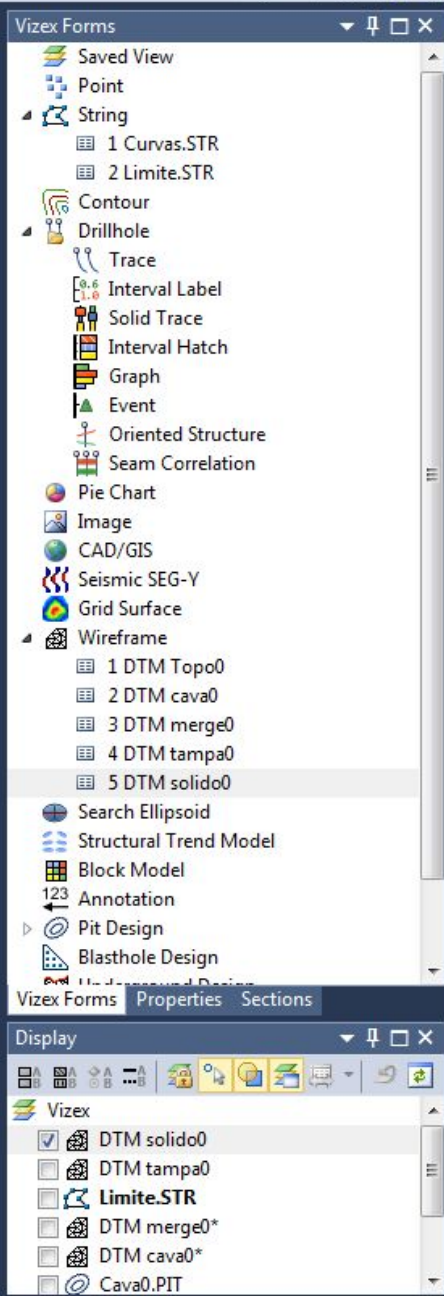 Vizex Forms
Saved View
Point
String
1 Curvas.STR
2 Limite.STR
Contour
Drillhole
Trace
0.6
1.0
Interval Label
Solid Trace
Interval Hatch
Graph
Event
Oriented Structure
Seam Correlation
Pie Chart
Image
CAD/GIS
Seismic SEG-Y
Grid Surface
Wireframe
1 DTM Topo0
2 DTM cava0
3 DTM merge0
4 DTM tampa0
5 DTM solido0
Search Ellipsoid
Structural Trend Model
Block Model
123 Annotation
Pit Design
Blasthole Design
Vizex Forms Properties Sections
Display
Vizex
DTM solido0
DTM tampa0
Limite.STR
DTM merge0*
DTM cava0*
Cava0.PIT